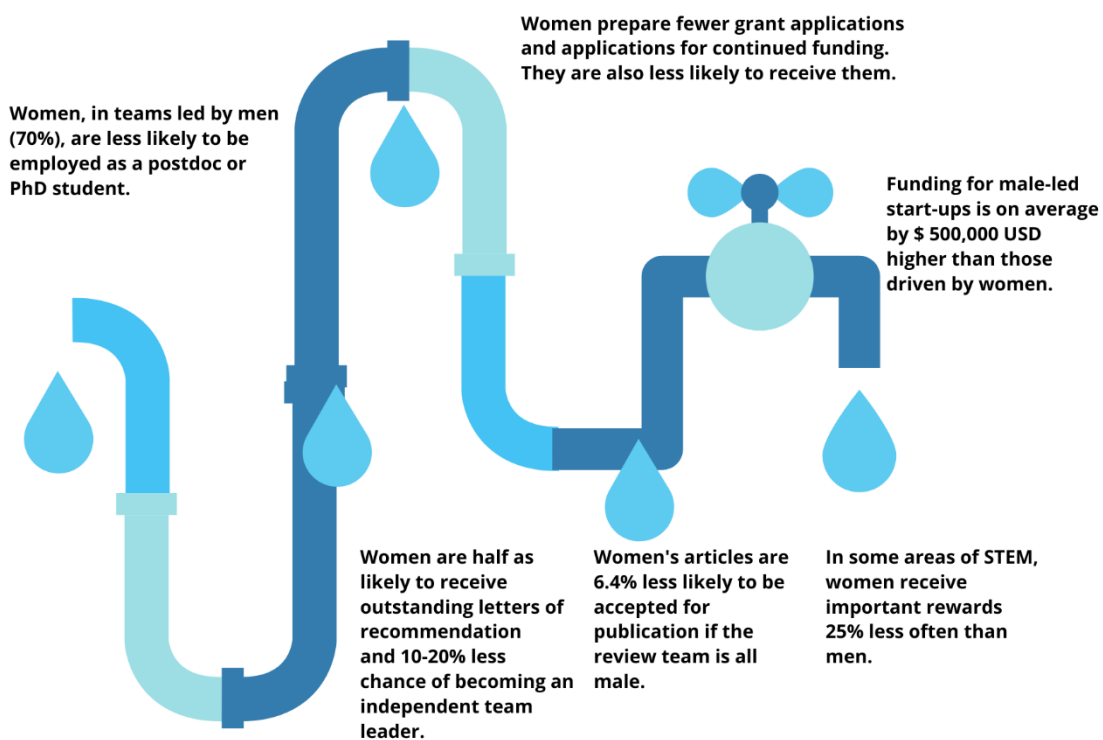 Women prepare fewer grant applications
and applications for continued funding.
They are also less likely to receive them.
Women, in teams led by men
(70%), are less likely to be
employed as a postdoc or
PhD student.
Funding for male-led
start-ups is on average
by $ 500,000 USD
higher than those
driven by women.
Women are half as
likely to receive
outstanding letters of
recommendation
and 10-20% less
chance of becoming an
independent team
leader.
Women's articles are
6.4% less likely to be
accepted for
publication if the
review team is all
male.
In some areas of STEM,
women receive
important rewards
25% less often than
men.